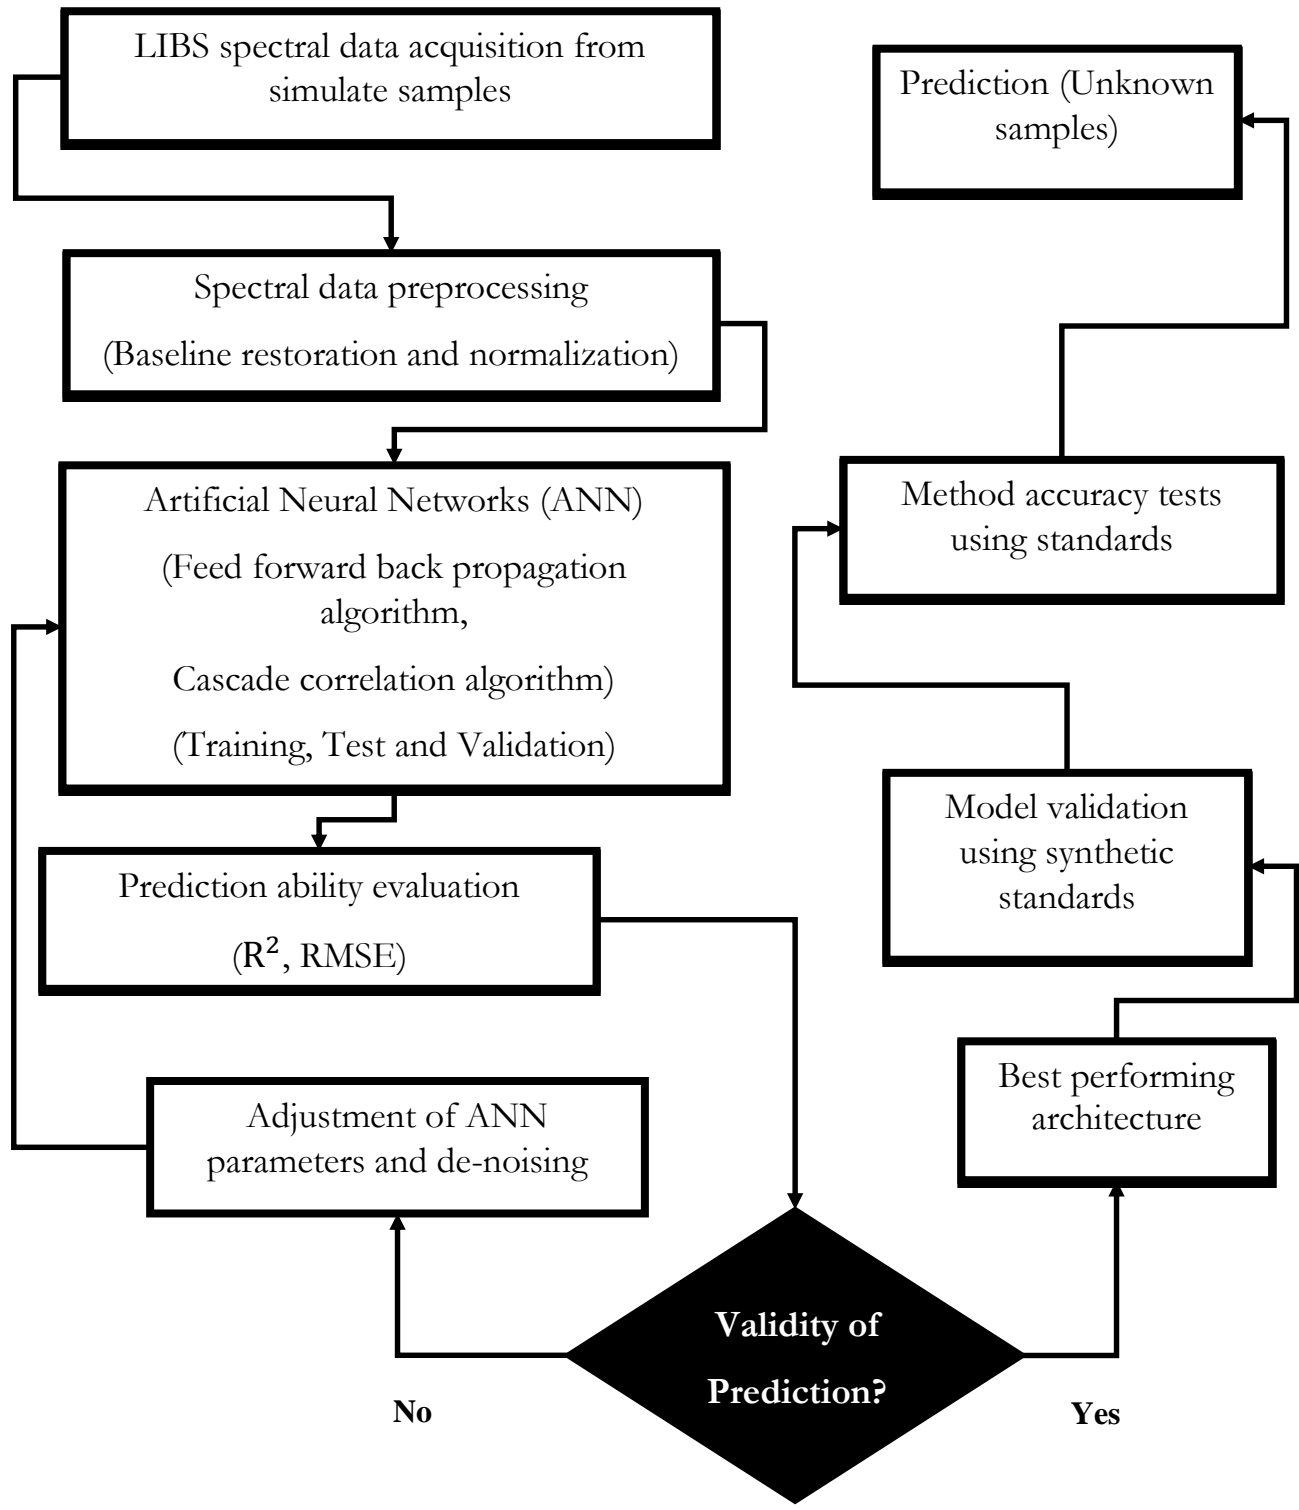 LIBS spectral data acquisition from
simulate samples
Spectral data preprocessing
(Baseline restoration and normalization)
Artificial Neural Networks (ANN)
(Feed forward back propagation
algorithm,
Cascade correlation algorithm)
(Training, Test and Validation)
Prediction ability evaluation
(R², RMSE)
Adjustment of ANN
parameters and de-noising
Validity of
Prediction?
No
Yes
Best performing
architecture
Model validation
using synthetic
standards
Method accuracy tests
using standards
Prediction (Unknown
samples)